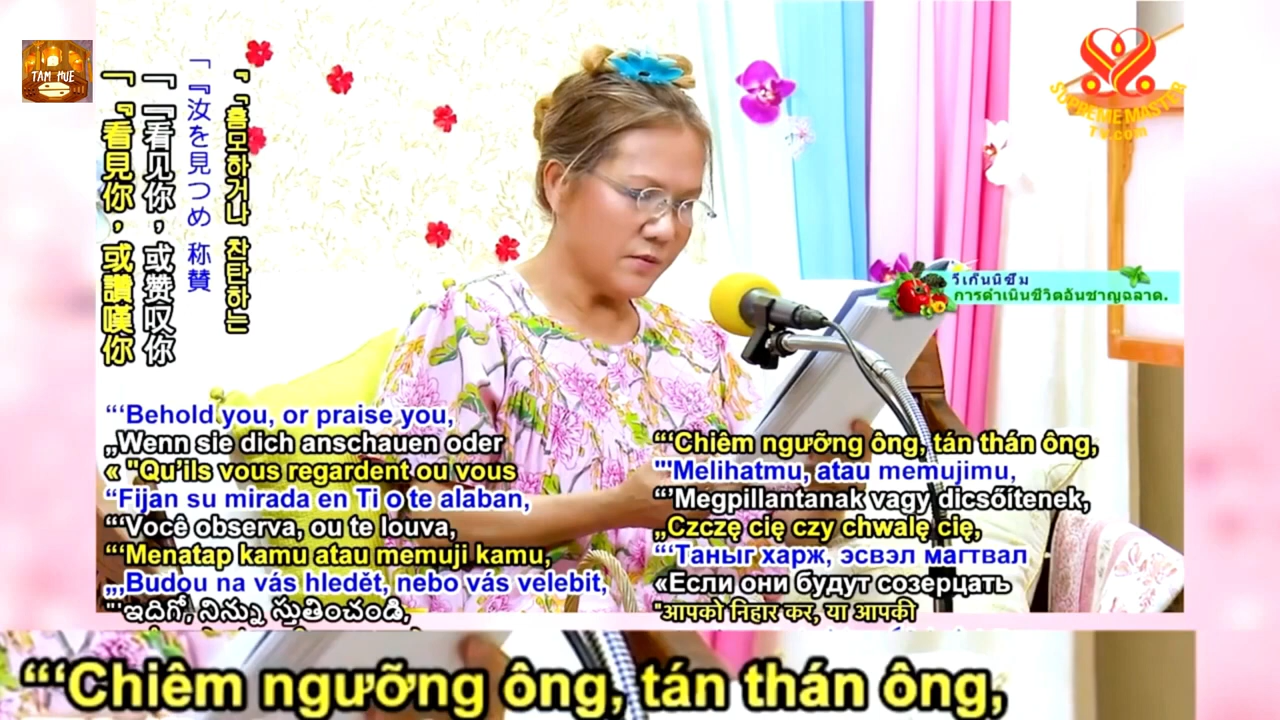 TAM HUE
「『看見你，或讚嘆你
「『看见你，或赞叹你
「『汝を見つめ 称賛
『「흠모하거나 찬탄하는
SUPREME MASTER
TV.com
วีเก้นนิซึ่ม
การดำเนินชีวิตอันชาญฉลาด.
“‘Behold you, or praise you,
„Wenn sie dich anschauen oder
« "Qu’ils vous regardent ou vous
“Fijan su mirada en Ti o te alaban,
“‘Você observa, ou te louva,
“‘Menatap kamu atau memuji kamu,
„‚Budou na vás hledět, nebo vás velebit,
"'ఇదిగో, నిన్ను స్తుతించండి,
“‘Chiêm ngưỡng ông, tán thán ông,
"'Melihatmu, atau memujimu,
“’Megpillantanak vagy dicsőítenek,
„Czczę cię czy chwalę cię,
“‘Таныг харж, эсвэл магтвал
«Если они будут созерцать
"आपको निहार कर, या आपकी
“‘Chiêm ngưỡng ông, tán thán ông,